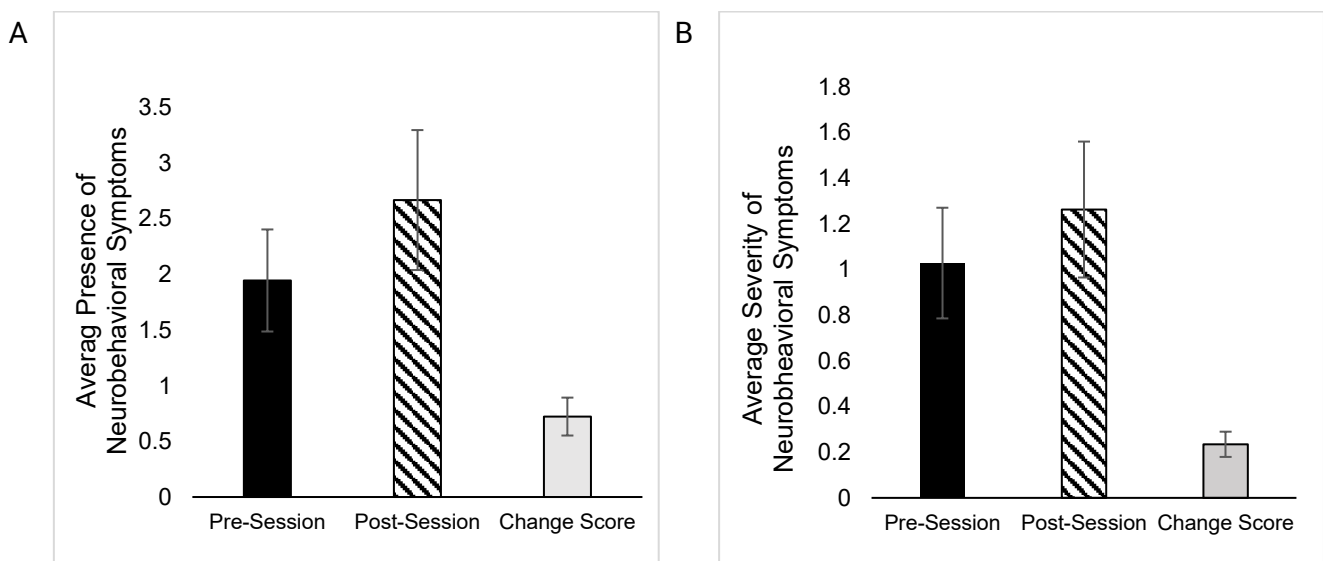 A
Averag Presence of
Neurobehavioral Symptoms
3.5
3
2.5
2
1.5
1
0.5
0
Pre-Session
Post-Session
Change Score
B
Average Severity of
Neurobheavioral Symptoms
1.8
1.6
1.4
1.2
1
0.8
0.6
0.4
0.2
0
Pre-Session
Post-Session
Change Score